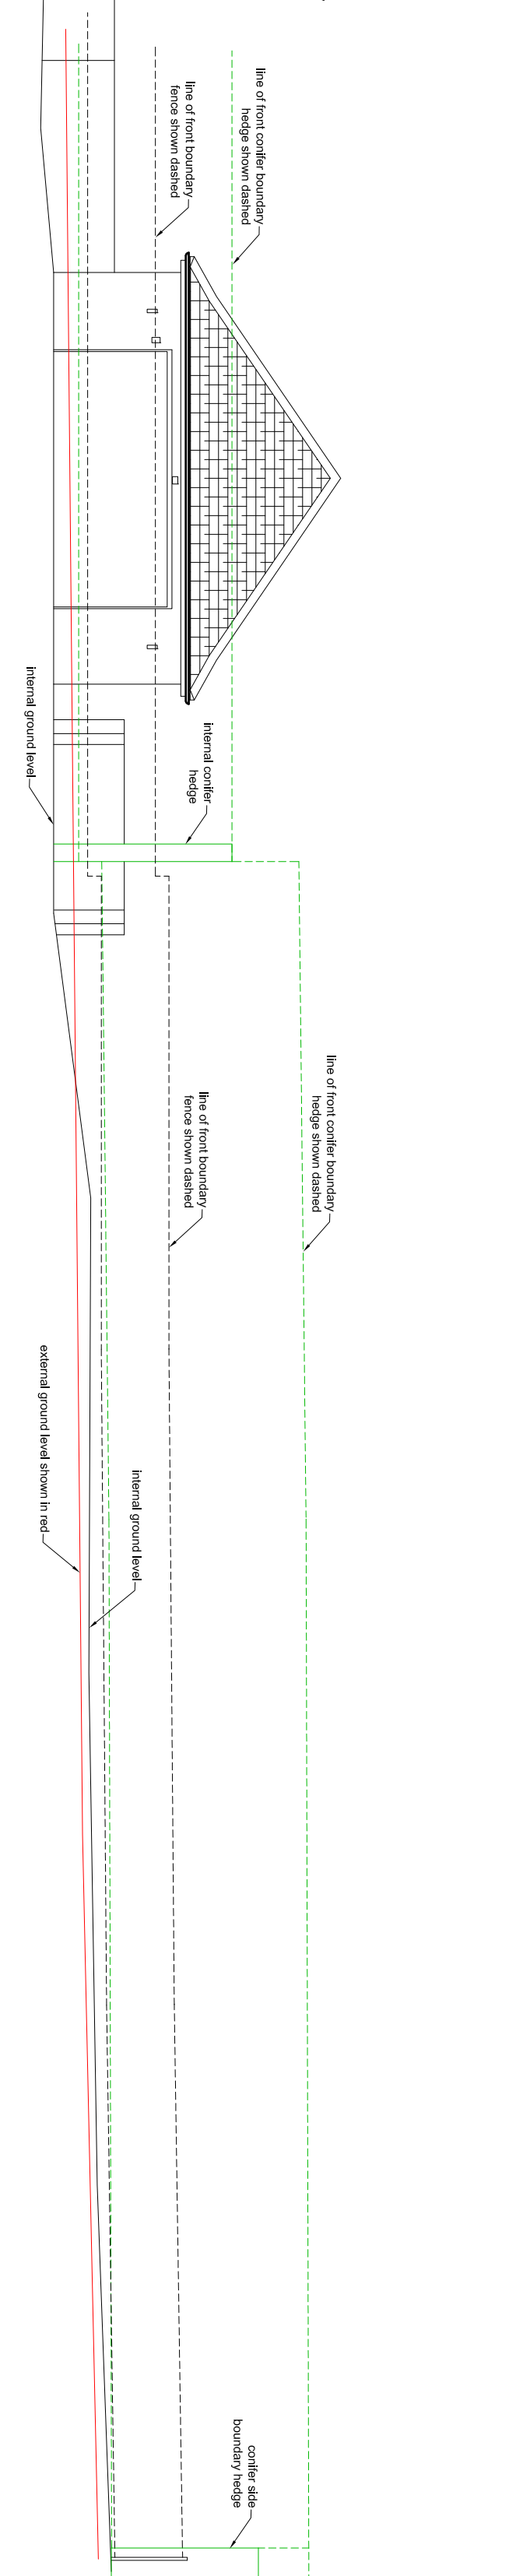 line of front conifer boundary
hedge shown dashed
line of front boundary
fence shown dashed
internal conifer
hedge
internal ground level
line of front conifer boundary
hedge shown dashed
line of front boundary
fence shown dashed
external ground level shown in red
internal ground level
conifer side
boundary hedge